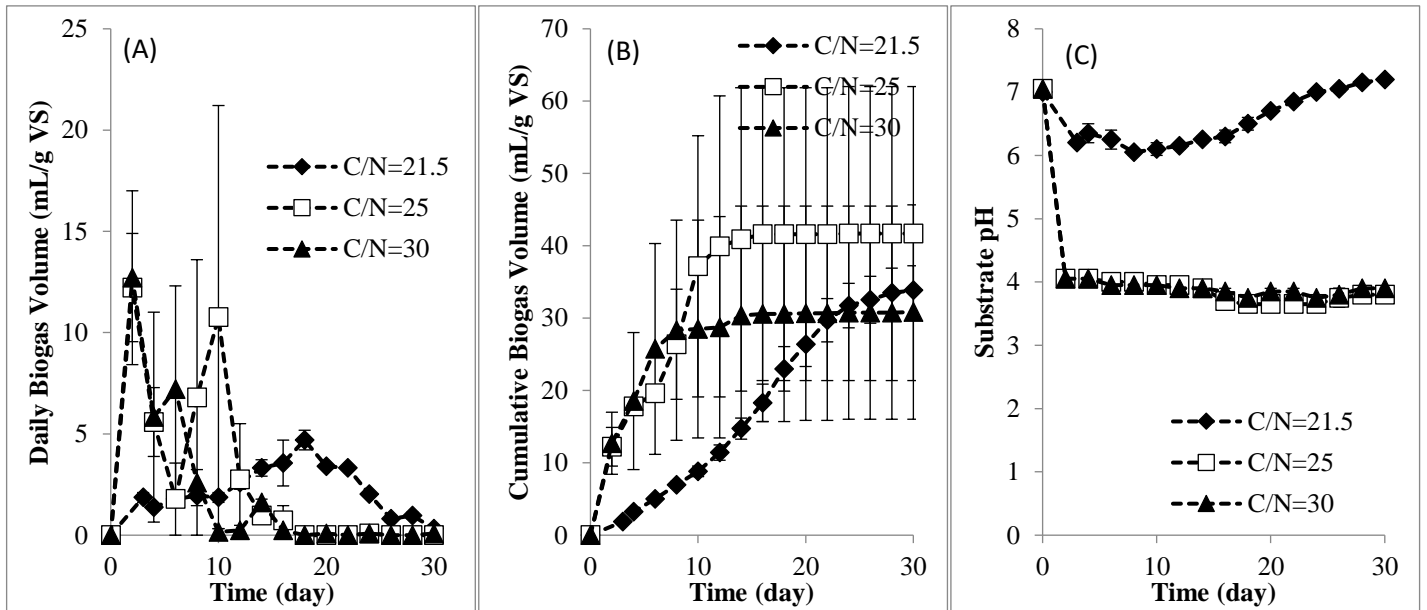 (A)
Daily Biogas Volume (mL/g VS)
25
20
15
10
5
0
C/N=21.5
C/N=25
C/N=30
0 10 20 30
Time (day)
(B)
Cumulative Biogas Volume (mL/g VS)
70
60
50
40
30
20
10
0
C/N=21.5
C/N=25
C/N=30
0 10 20 30
Time (day)
(C)
Substrate pH
8
7
6
5
4
3
2
1
0
C/N=21.5
C/N=25
C/N=30
0 10 20 30
Time (day)